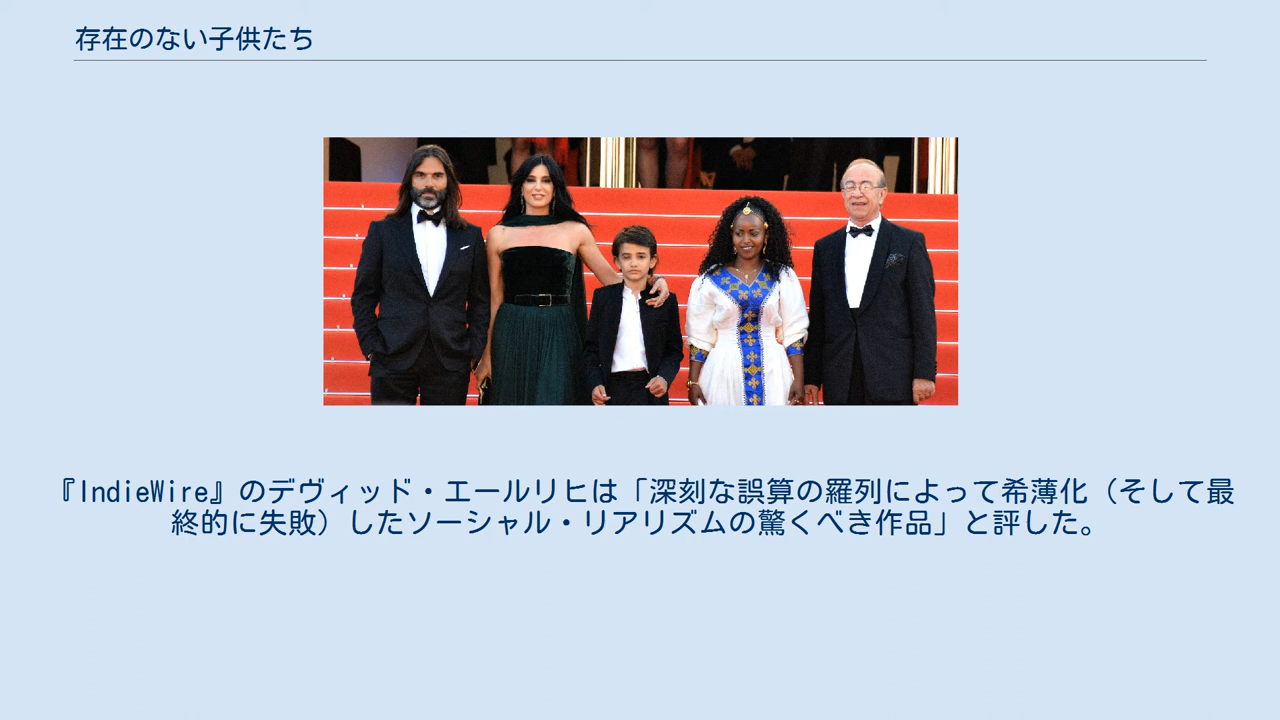 存在のない子供たち
『IndieWire』のデヴィッド・エールリヒは「深刻な誤算の羅列によって希薄化（そして最
終的に失敗）したソーシャル・リアリズムの驚くべき作品」と評した。